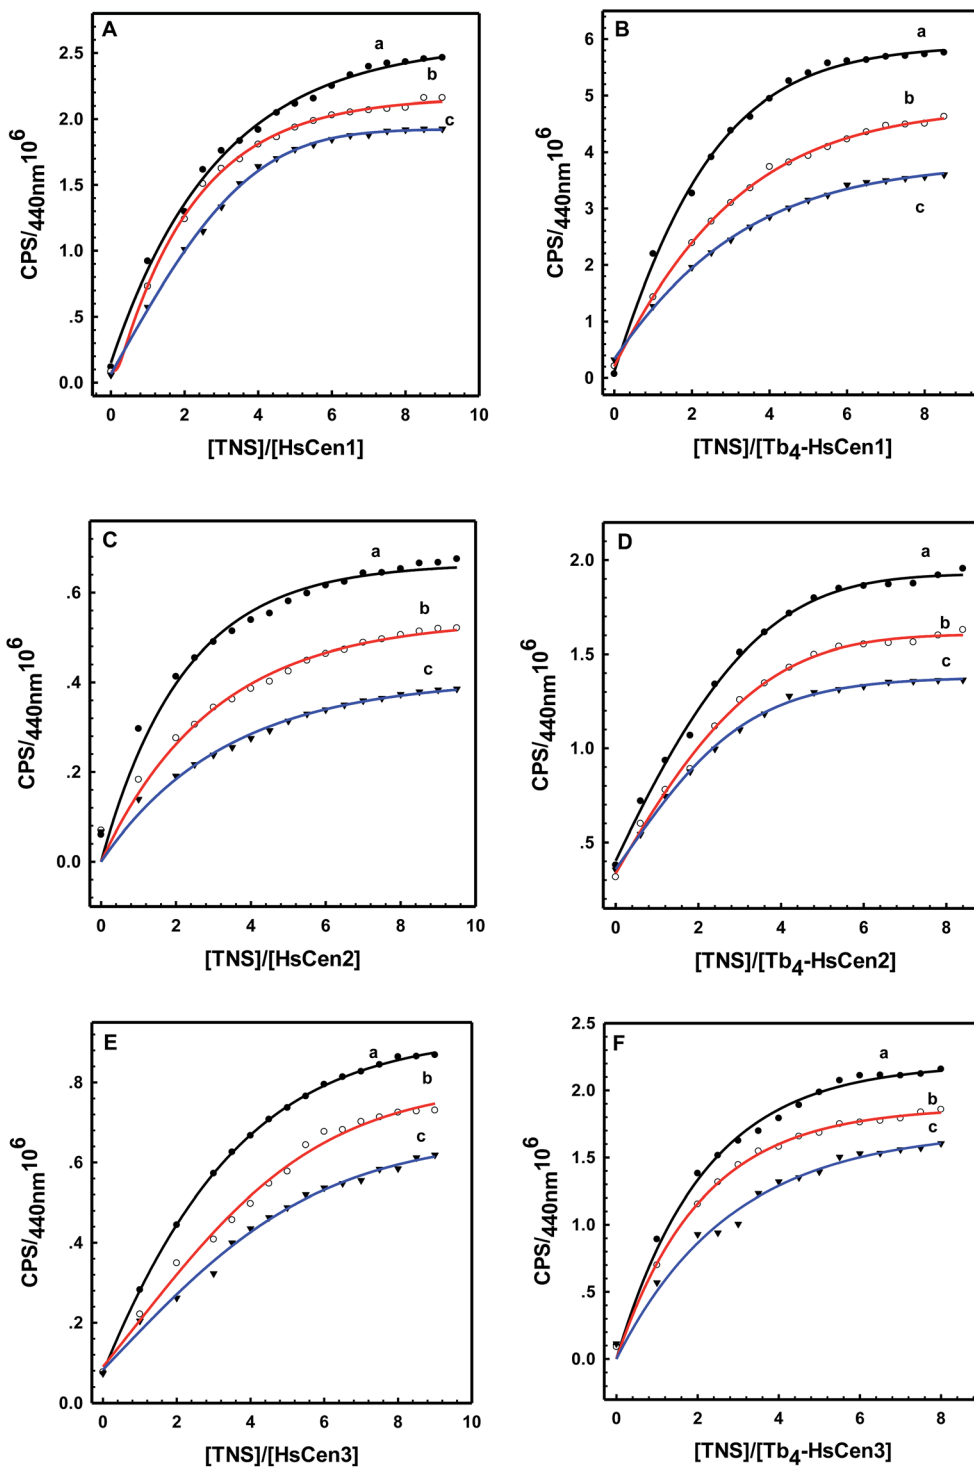 A
a
b
c
CPS/440nm10^6
2.5
2.0
1.5
1.0
.5
0.0
0 2 4 6 8 10
[TNS]/[HsCen1]
B
a
b
c
CPS/440nm10^6
6
5
4
3
2
1
0
0 2 4 6 8
[TNS]/[Tb4-HsCen1]
C
a
b
c
CPS/440nm10^6
.6
.4
.2
0.0
0 2 4 6 8 10
[TNS]/[HsCen2]
D
a
b
c
CPS/440nm10^6
2.0
1.5
1.0
.5
0 2 4 6 8
[TNS]/[Tb4-HsCen2]
E
a
b
c
CPS/440nm10^6
.8
.6
.4
.2
0.0
0 2 4 6 8 10
[TNS]/[HsCen3]
F
a
b
c
CPS/440nm10^6
2.5
2.0
1.5
1.0
.5
0.0
0 2 4 6 8
[TNS]/[Tb4-HsCen3]